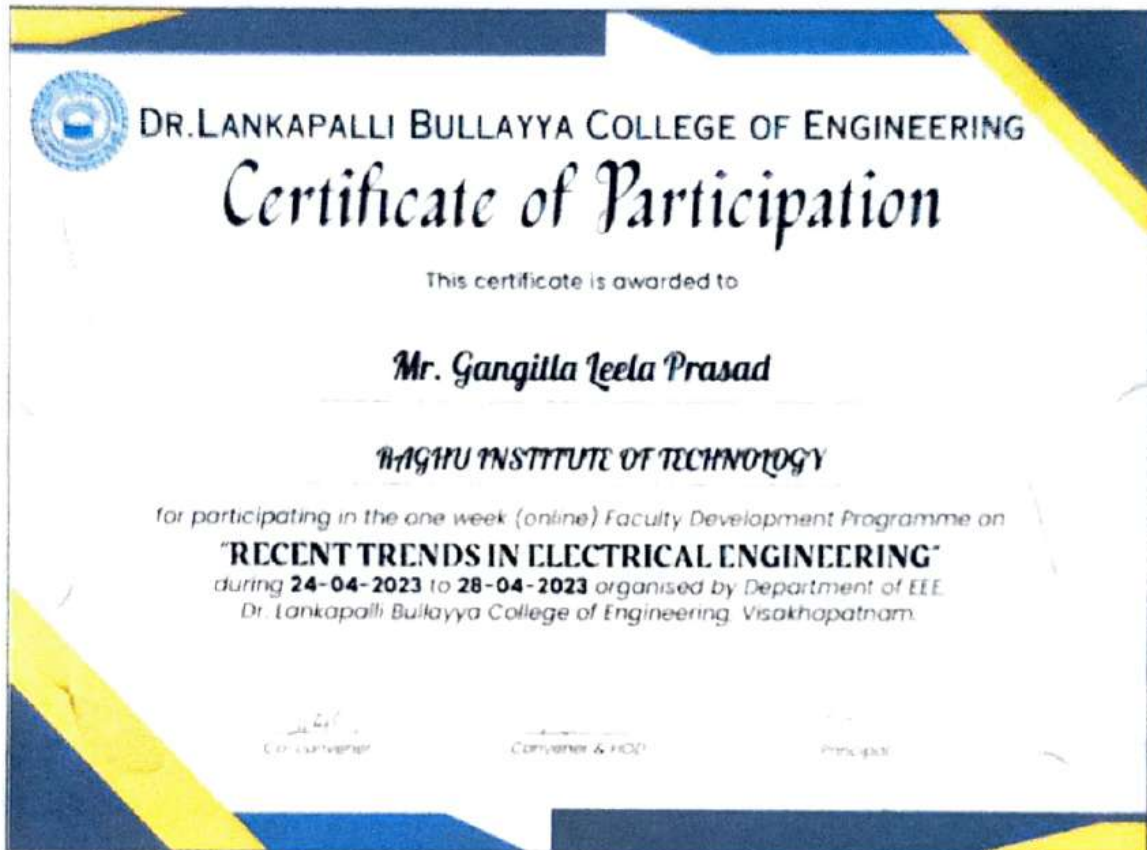 DR.LANKAPALLI BULLAYYA COLLEGE OF ENGINEERING
Certificate of Participation
This certificate is awarded to
Mr. Gangilla Leela Prasad
RAGHU INSTITUTE OF TECHNOLOGY
for participating in the one week (online) Faculty Development Programme on
"RECENT TRENDS IN ELECTRICAL ENGINEERING"
during 24-04-2023 to 28-04-2023 organised by Department of EEE
Dr. Lankapalli Bullayya College of Engineering, Visakhapatnam.
Co-convener Convener & HOD Principal